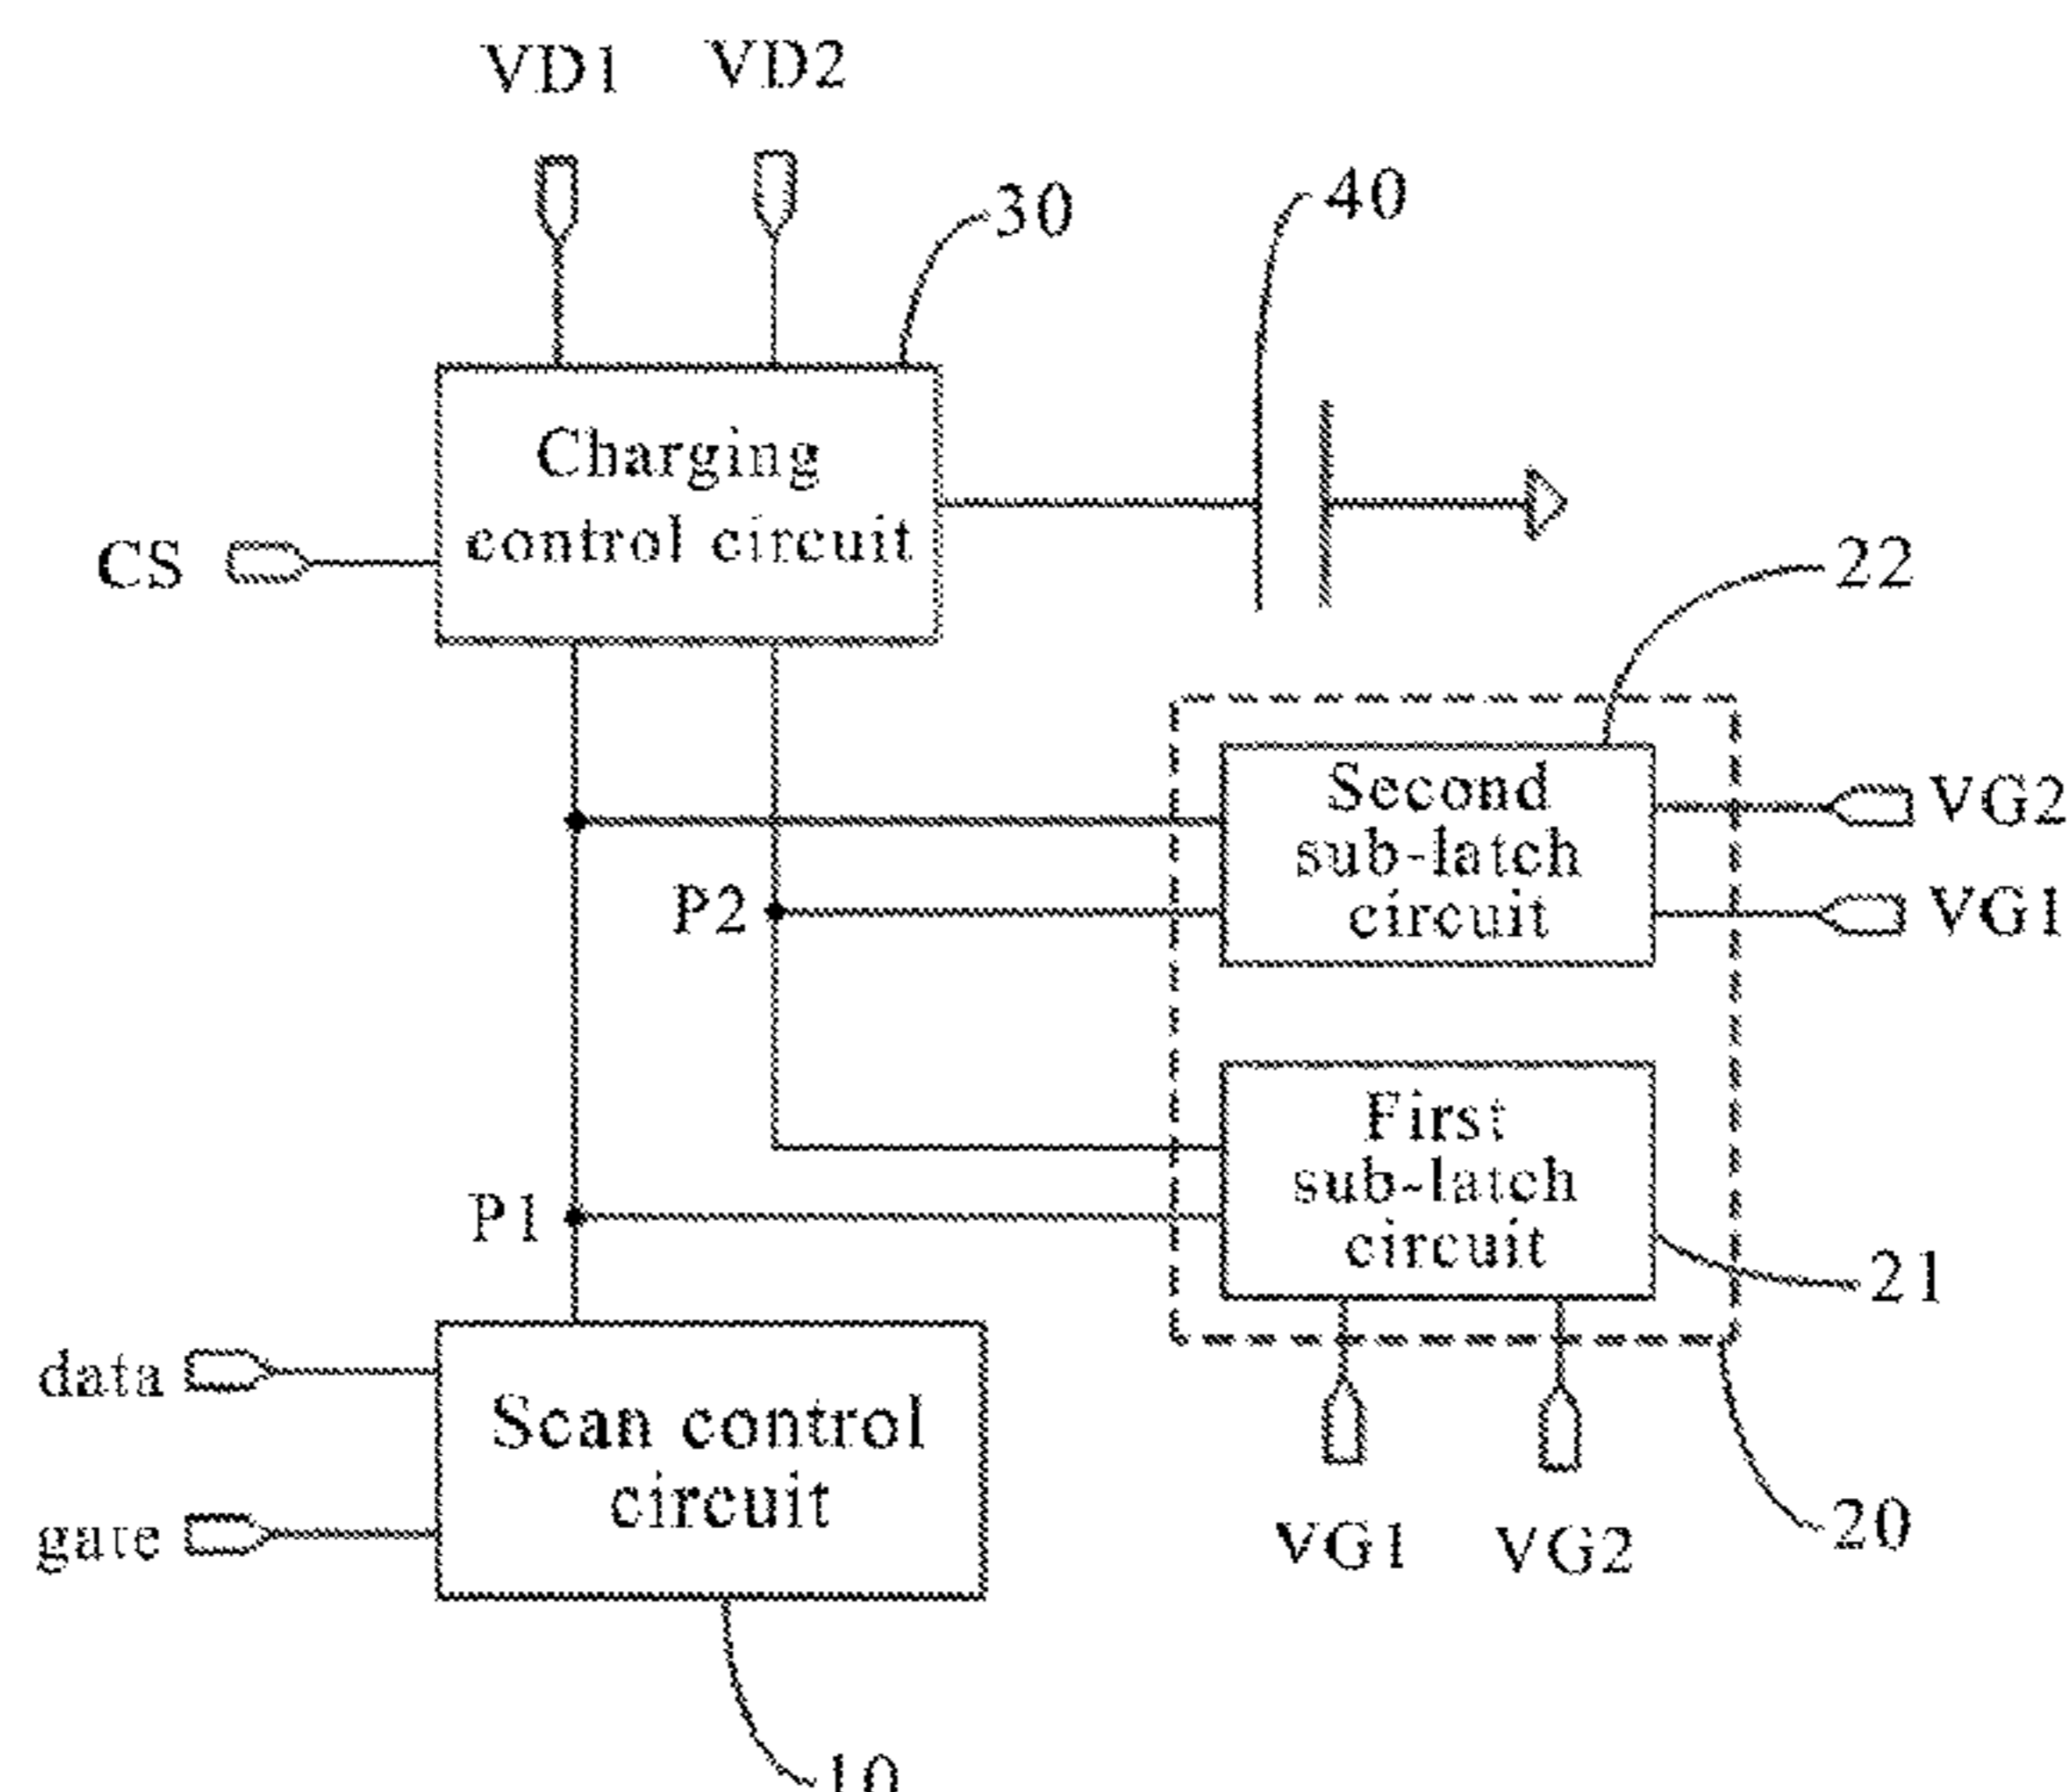 VD1 VD2
30
40
Charging
control circuit
CS
22
Second
sub-latch
circuit
VG2
P2
VG1
First
sub-latch
circuit
P1
21
data
Scan control
circuit
gate
VG1 VG2
20
10